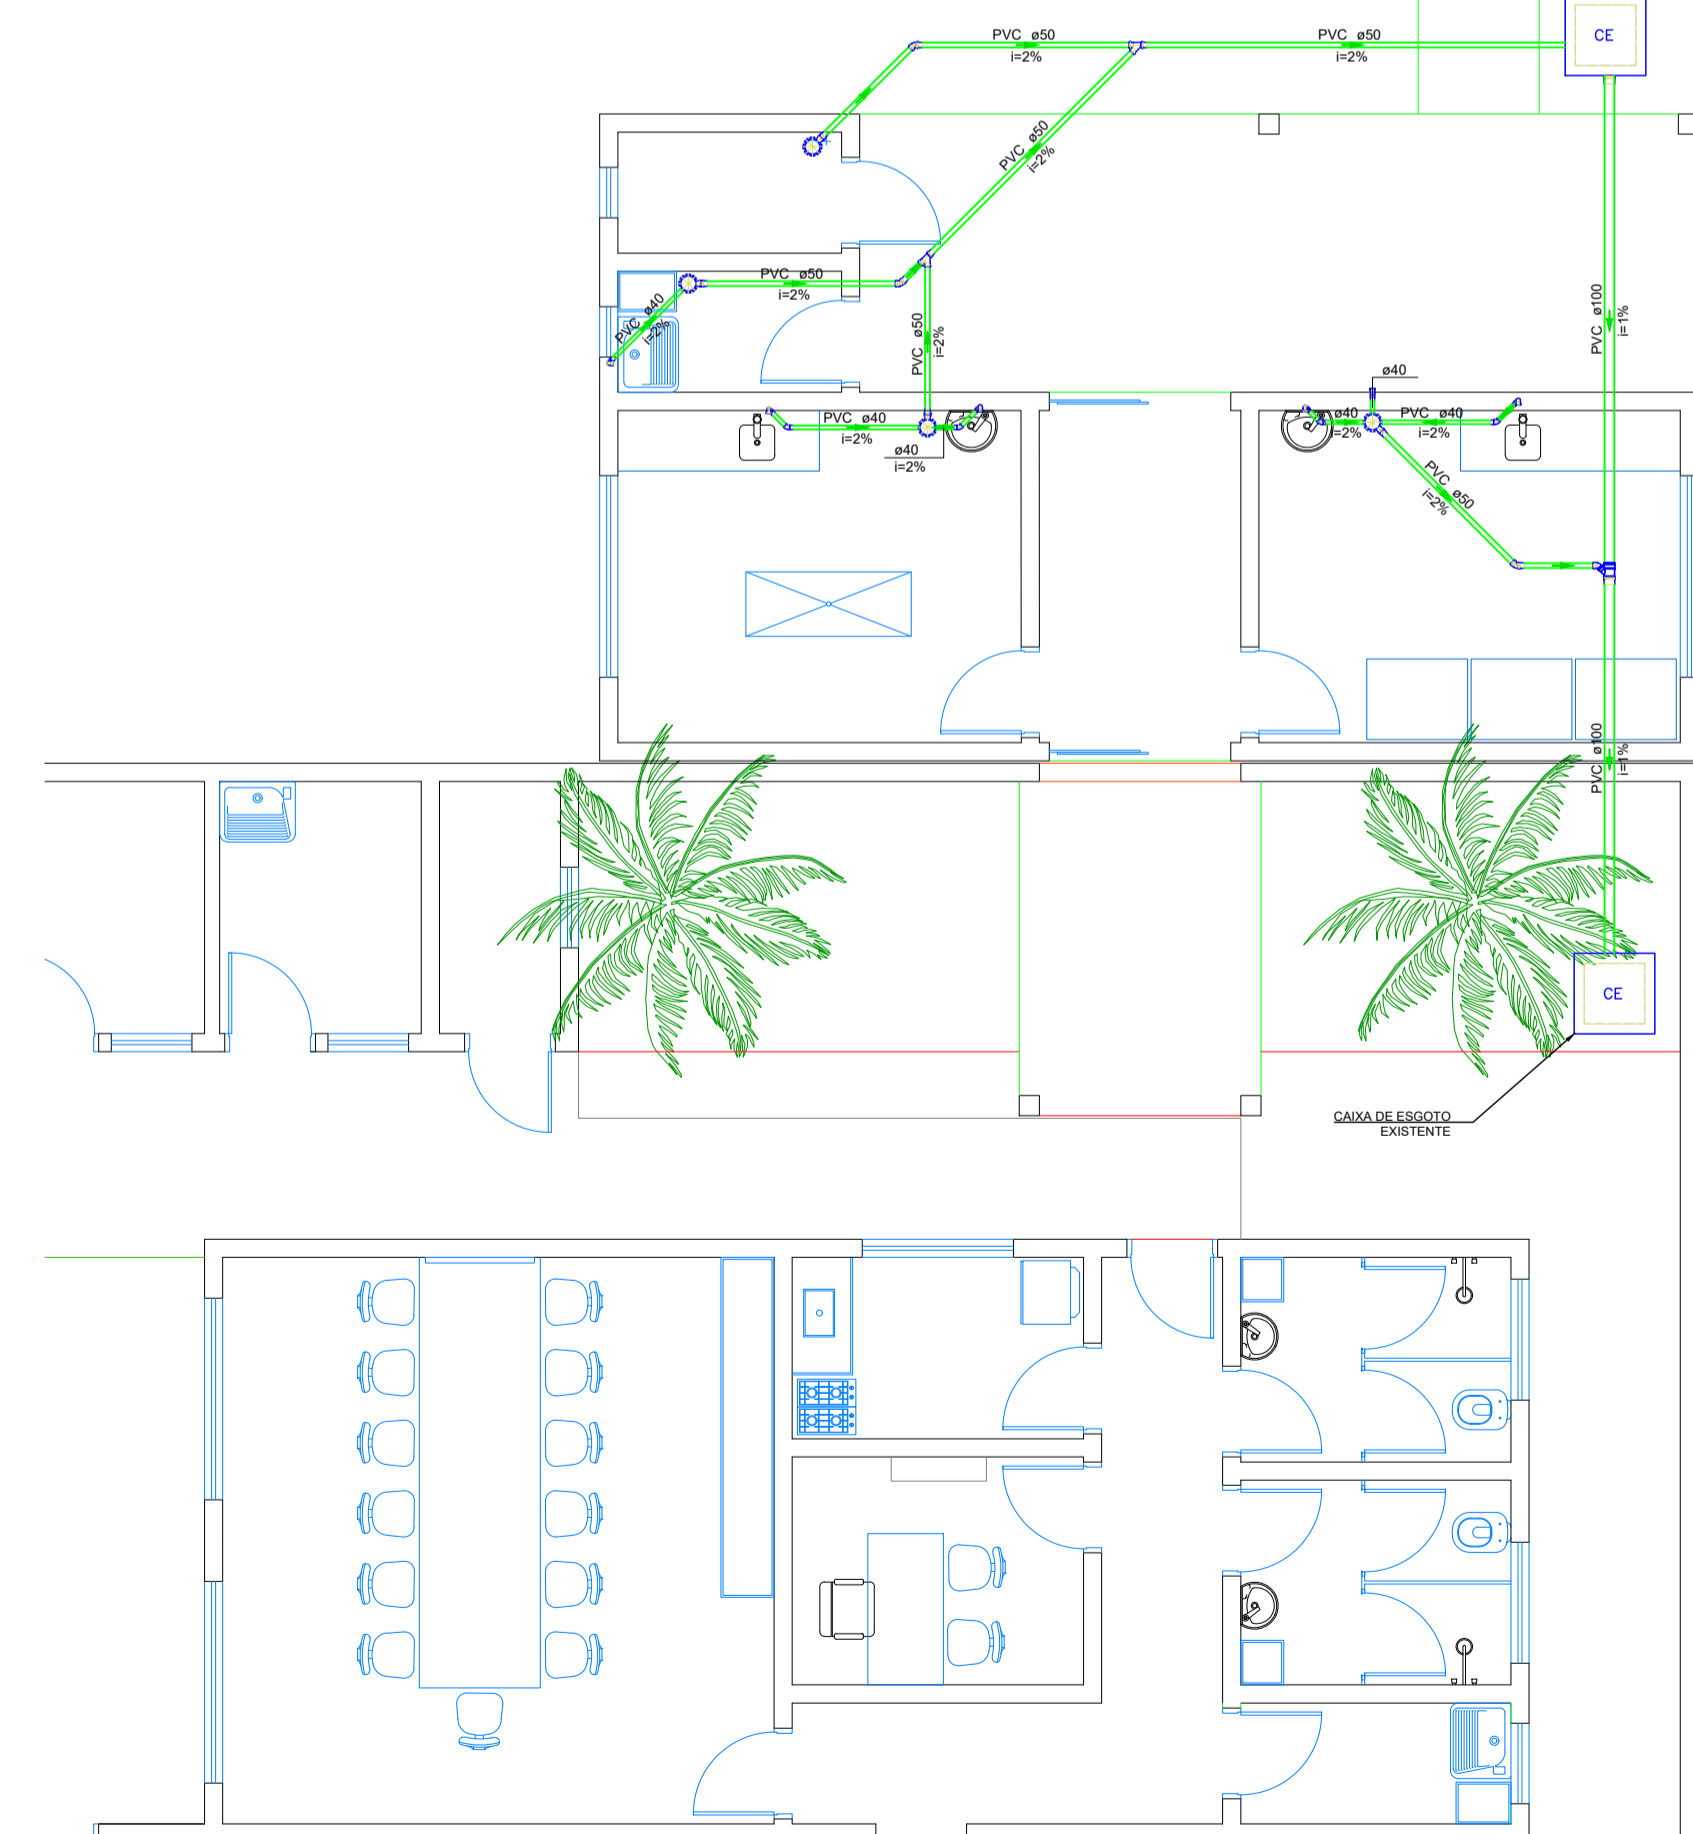 PVC ø50
i=2%
PVC ø50
i=2%
CE
PVC ø50
i=2%
PVC ø50
i=2%
PVC ø40
i=2%
PVC ø50
i=2%
PVC ø100
i=1%
ø40
PVC ø40
i=2%
ø40
i=2%
ø40
i=2%
PVC ø40
i=2%
PVC ø50
i=2%
PVC ø100
i=1%
CE
CAIXA DE ESGOTO
EXISTENTE